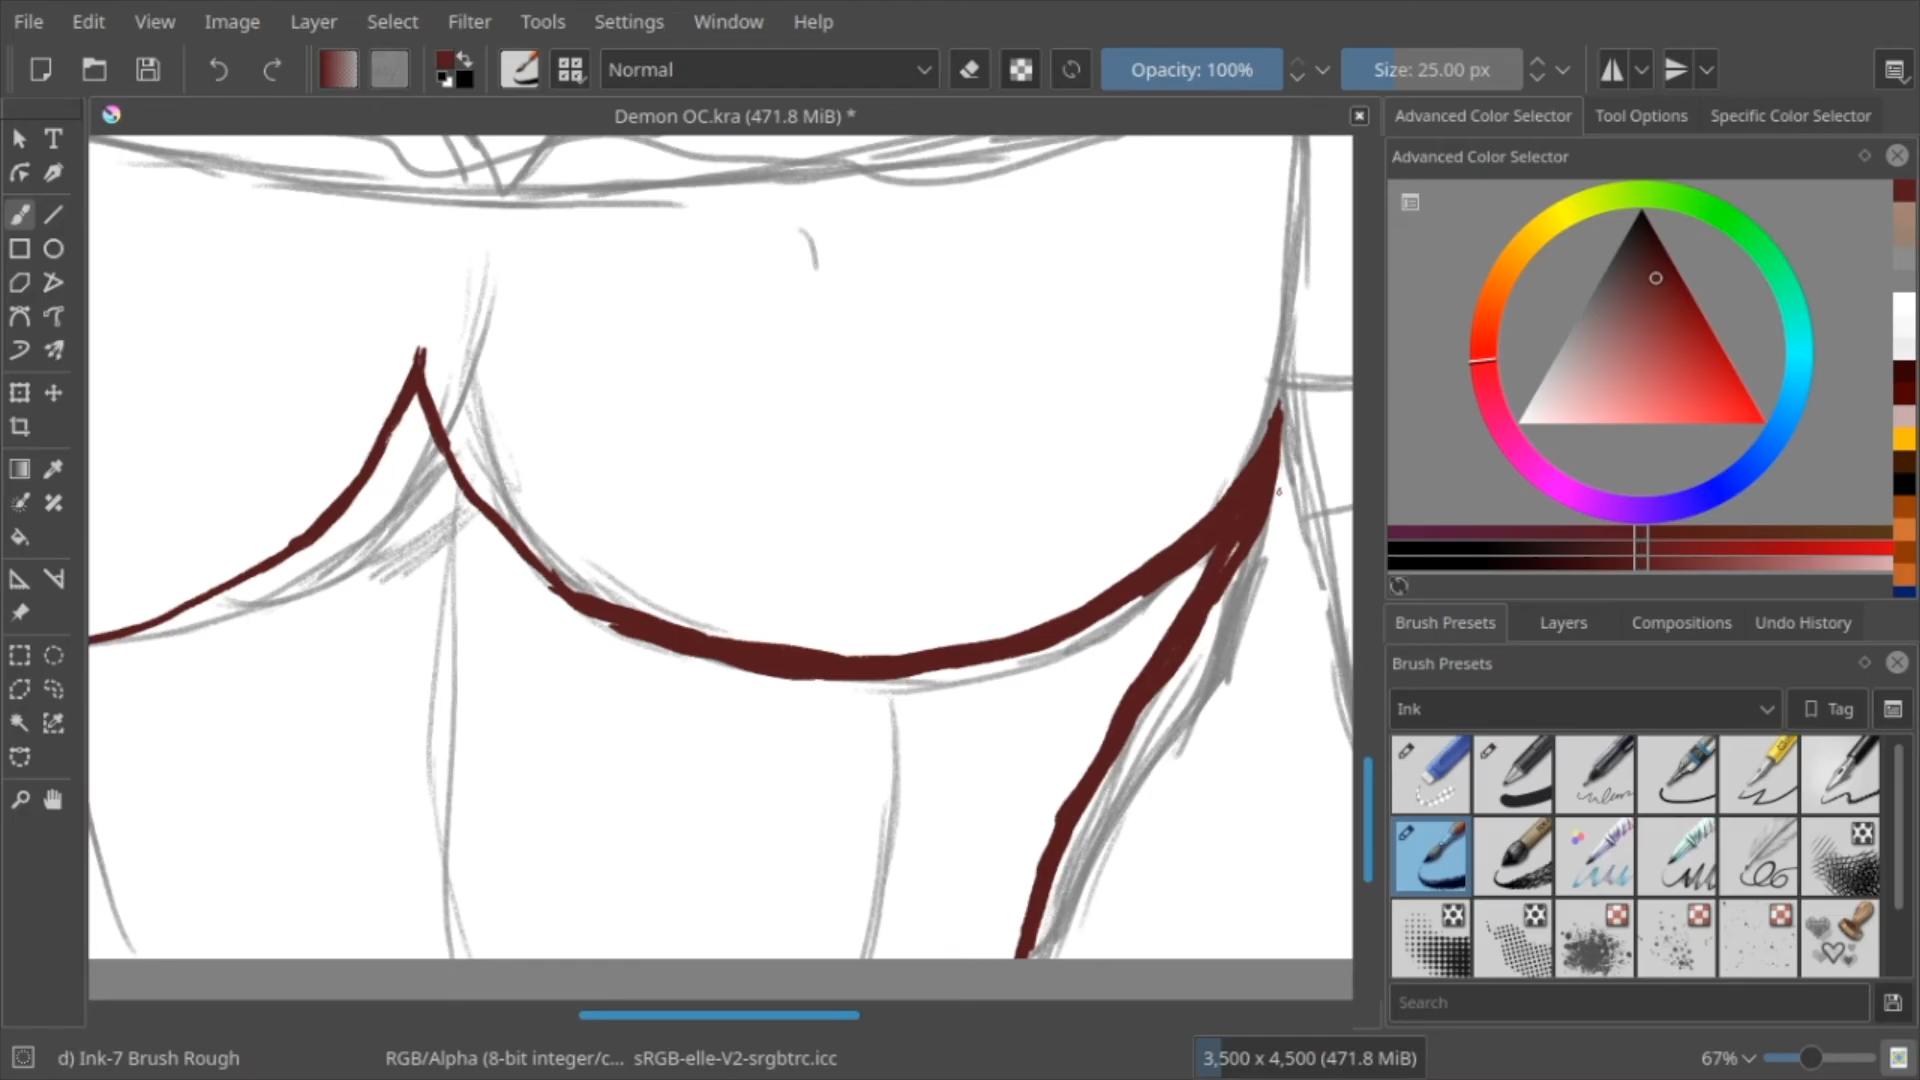 File Edit View Image Layer Select Filter Tools Settings Window Help
Normal Opacity: 100% Size: 25.00 px
Demon OC.kra (471.8 MiB) *
Advanced Color Selector Tool Options Specific Color Selector
Advanced Color Selector
Brush Presets Layers Compositions Undo History
Brush Presets
Ink Tag
Search
d) Ink-7 Brush Rough RGB/Alpha (8-bit integer/c... sRGB-elle-V2-srgbtrc.icc 3,500 x 4,500 (471.8 MiB) 67%